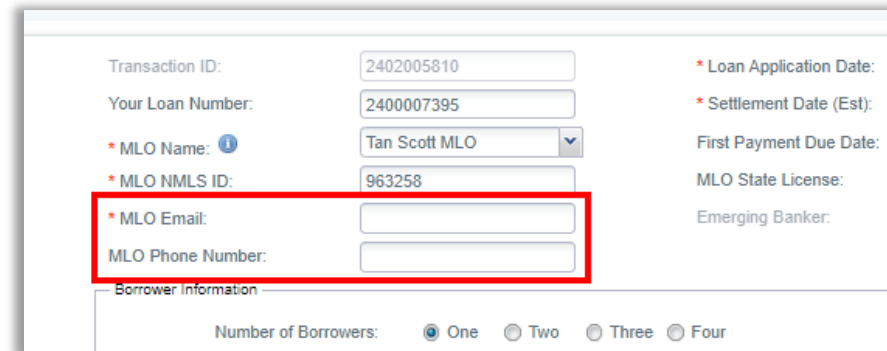 Transaction ID: 2402005810 * Loan Application Date:
Your Loan Number: 2400007395 * Settlement Date (Est):
* MLO Name: Tan Scott MLO First Payment Due Date:
* MLO NMLS ID: 963258 MLO State License:
* MLO Email: Emerging Banker:
MLO Phone Number:
Borrower Information
Number of Borrowers: One Two Three Four